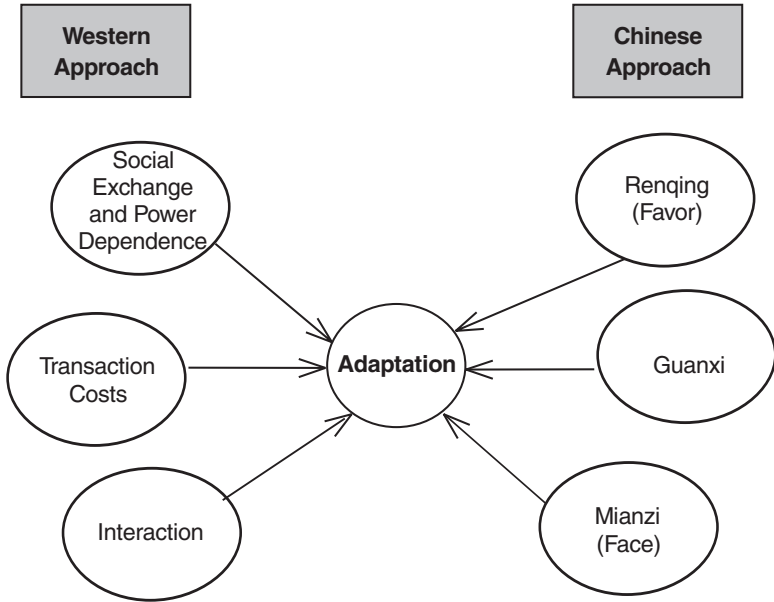 Western
Approach
Chinese
Approach
Social
Exchange
and Power
Dependence
Renqing
(Favor)
Transaction
Costs
Adaptation
Guanxi
Interaction
Mianzi
(Face)